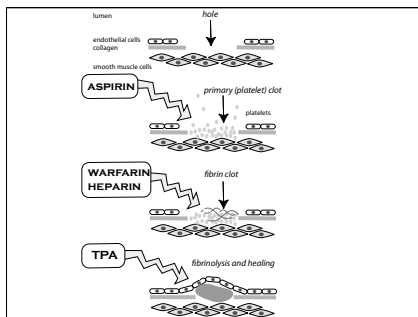 lumen
hole
endothelial cells
collagen
smooth muscle cells
ASPIRIN
primary (platelet) clot
platelets
WARFARIN
HEPARIN
fibrin clot
TPA
fibrinolysis and healing